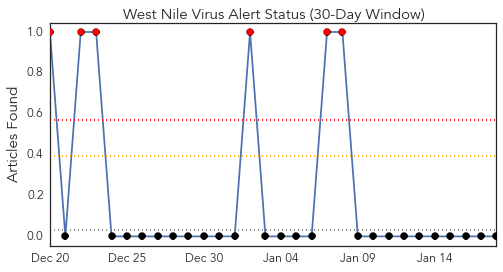 West Nile Virus Alert Status (30-Day Window)
Articles Found
1.0
0.8
0.6
0.4
0.2
0.0
Dec 20 Dec 25 Dec 30 Jan 04 Jan 09 Jan 14